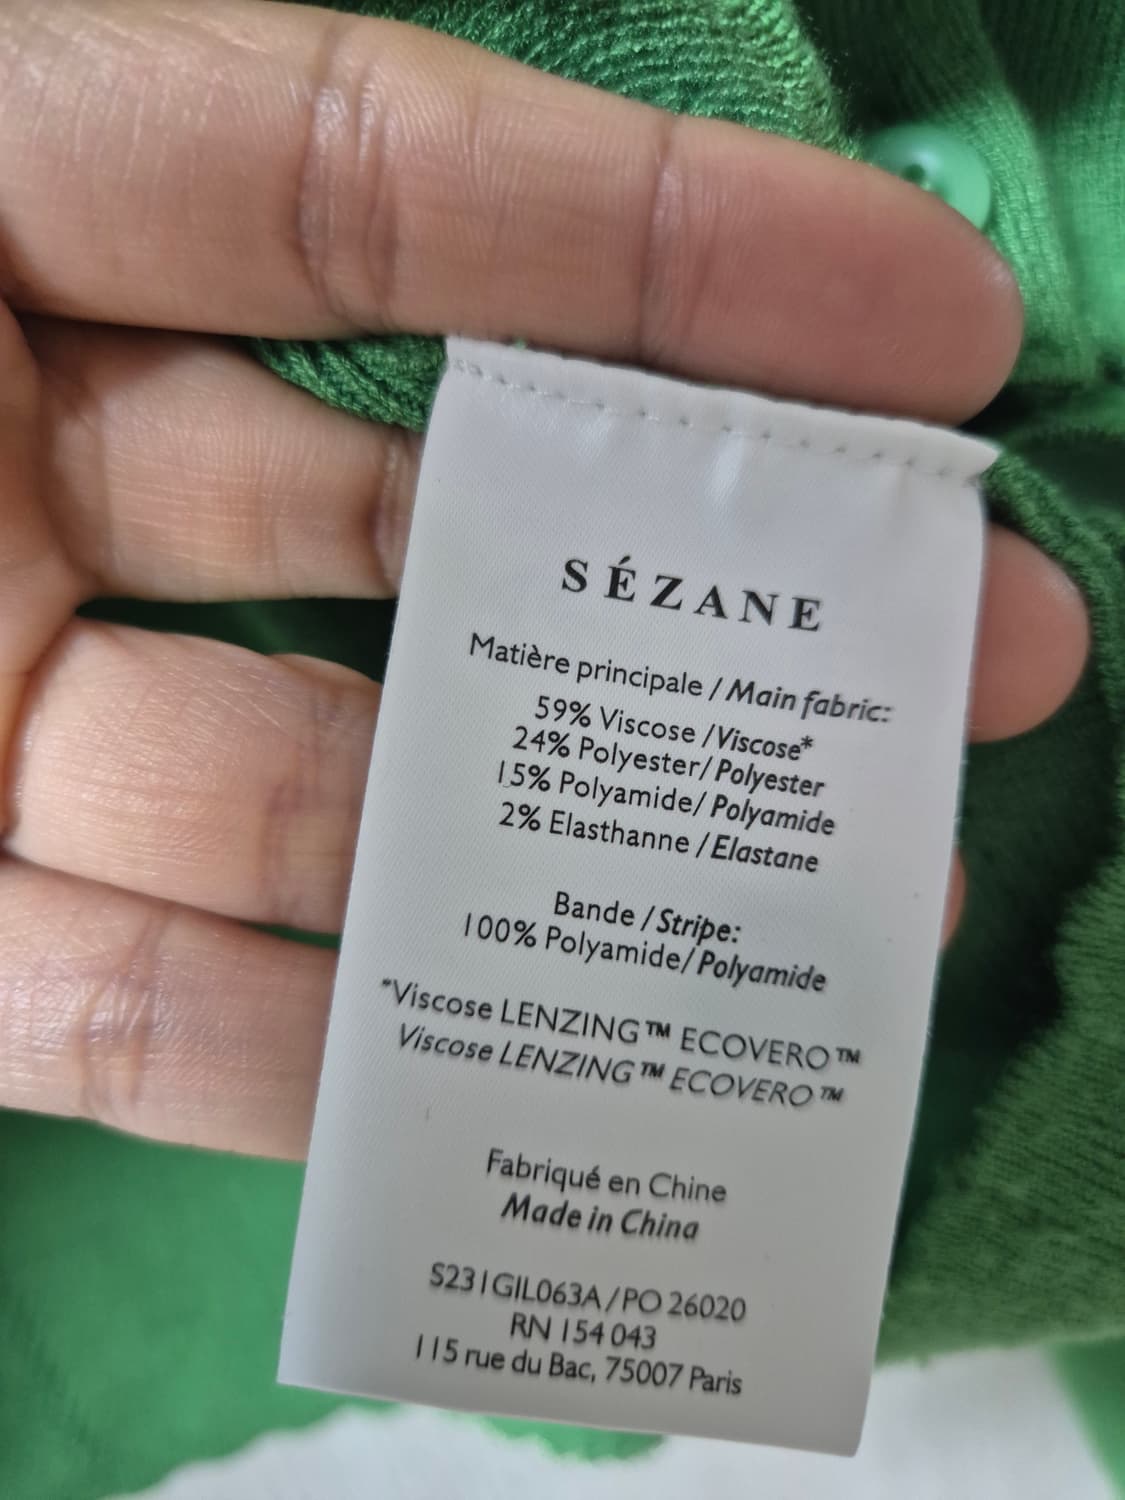 SÉZANE
Matière principale / Main fabric:
59% Viscose /Viscose*
24% Polyester/ Polyester
15% Polyamide/ Polyamide
2% Elasthanne / Elastane
Bande / Stripe:
100% Polyamide/ Polyamide
*Viscose LENZING™ ECOVERO™
Viscose LENZING™ ECOVERO™
Fabriqué en Chine
Made in China
S231GIL063A / PO 26020
RN 154 043
115 rue du Bac, 75007 Paris